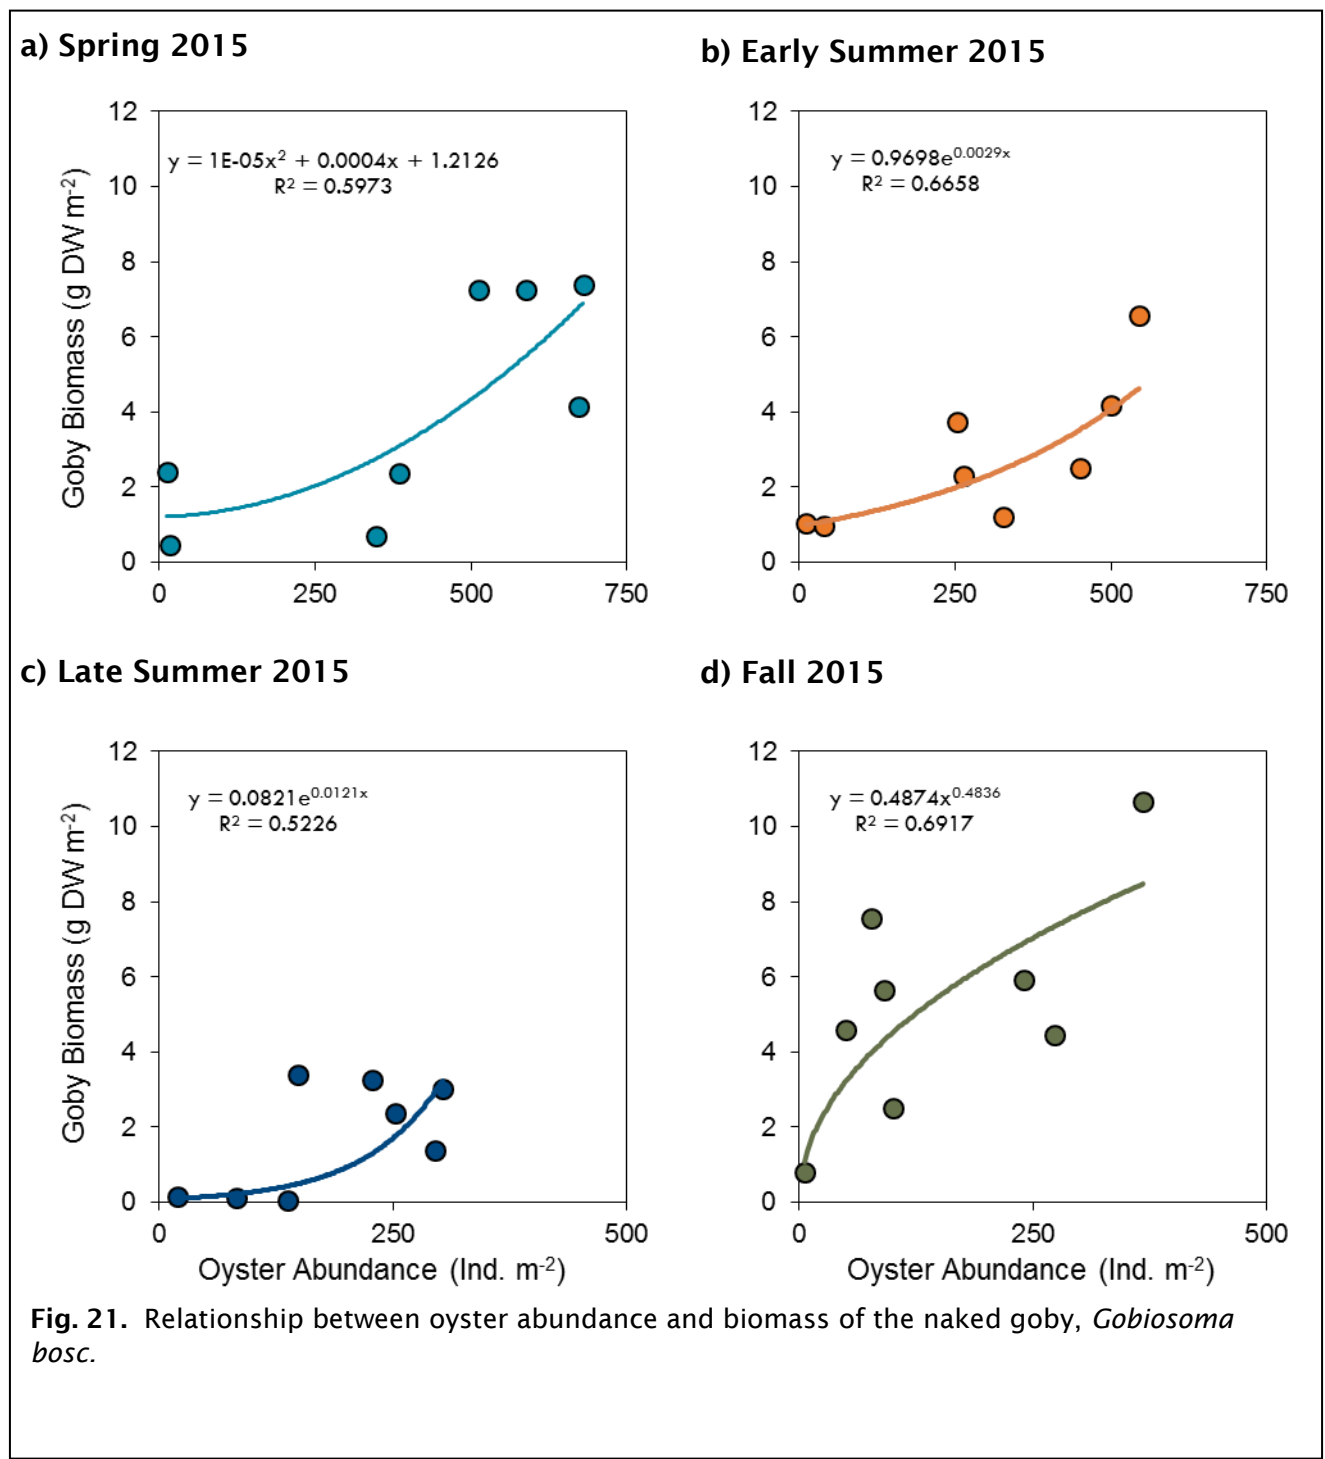 a) Spring 2015
b) Early Summer 2015
12
10
8
6
4
2
0
0 250 500 750
Goby Biomass (g DW m⁻²)
y = 1E-05x² + 0.0004x + 1.2126
R² = 0.5973
12
10
8
6
4
2
0
0 250 500 750
y = 0.9698e^0.0029x
R² = 0.6658
c) Late Summer 2015
d) Fall 2015
12
10
8
6
4
2
0
0 250 500
Goby Biomass (g DW m⁻²)
y = 0.0821e^0.0121x
R² = 0.5226
Oyster Abundance (Ind. m⁻²)
12
10
8
6
4
2
0
0 250 500
y = 0.4874x^0.4836
R² = 0.6917
Oyster Abundance (Ind. m⁻²)
Fig. 21. Relationship between oyster abundance and biomass of the naked goby, Gobiosoma
bosc.